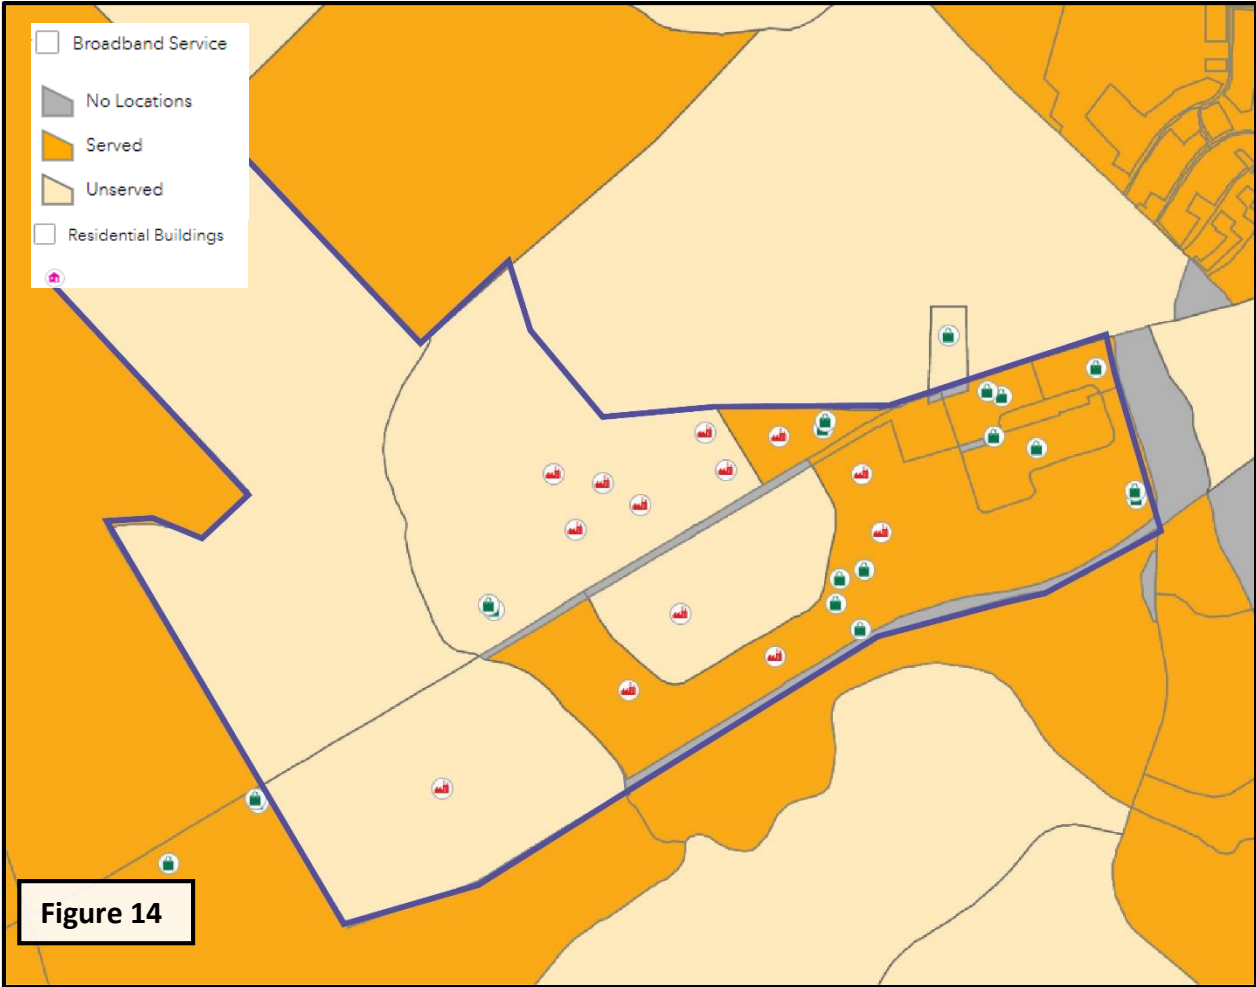 Broadband Service
No Locations
Served
Unserved
Residential Buildings
Figure 14